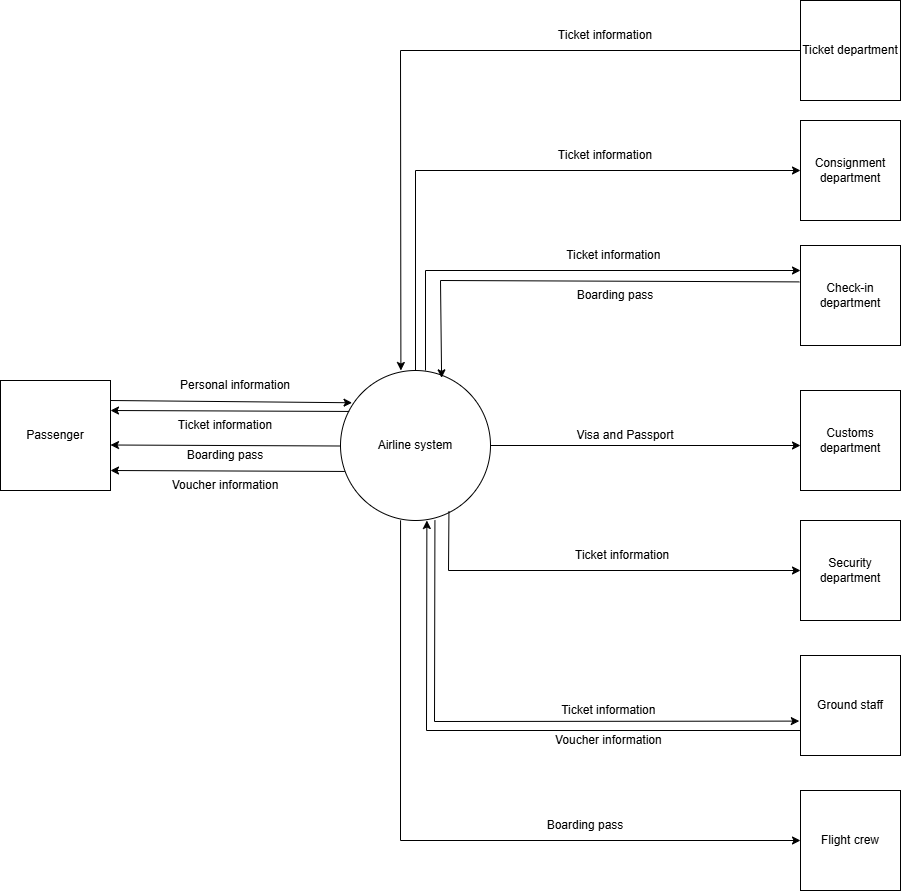 Ticket information
Ticket department
Ticket information
Consignment
department
Ticket information
Boarding pass
Check-in
department
Personal information
Ticket information
Boarding pass
Voucher information
Passenger
Airline system
Visa and Passport
Customs
department
Ticket information
Security
department
Ticket information
Voucher information
Ground staff
Boarding pass
Flight crew